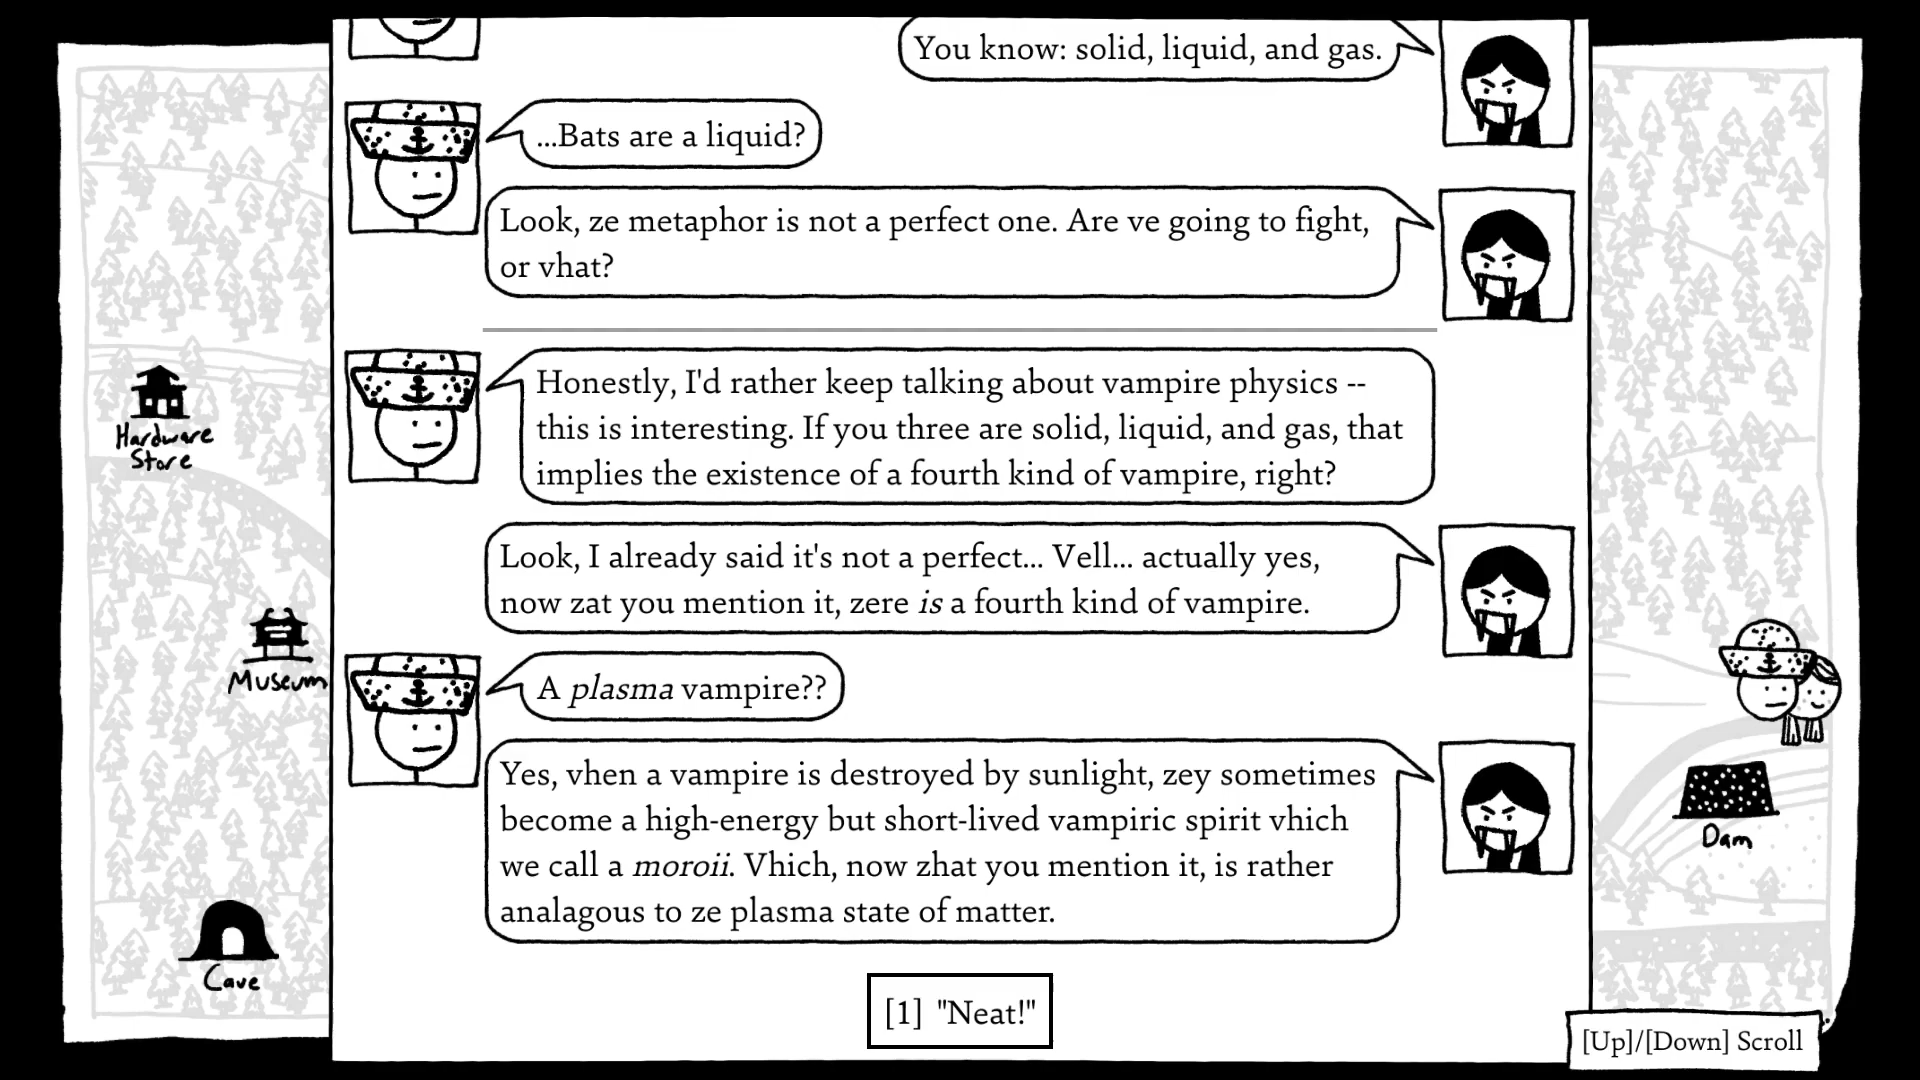 You know: solid, liquid, and gas.
...Bats are a liquid?
Look, ze metaphor is not a perfect one. Are ve going to fight,
or vhat?
Honestly, I'd rather keep talking about vampire physics --
this is interesting. If you three are solid, liquid, and gas, that
implies the existence of a fourth kind of vampire, right?
Look, I already said it's not a perfect... Vell... actually yes,
now zat you mention it, zere is a fourth kind of vampire.
A plasma vampire??
Yes, vhen a vampire is destroyed by sunlight, zey sometimes
become a high-energy but short-lived vampiric spirit vhich
we call a moroii. Vhich, now zhat you mention it, is rather
analagous to ze plasma state of matter.
[1] "Neat!"
Hardware
Store
Museum
Cave
Dam
[Up]/[Down] Scroll